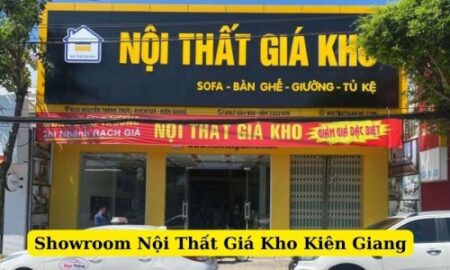 NỘI THẤT GIÁ KHO
SOFA - BÀN GHẾ - GIƯỜNG - TỦ KỆ
Chi Nhánh RẠCH GIÁ
NỘI THẤT GIÁ KHO
GIẢM GIÁ ĐẶC BIỆT
Showroom Nội Thất Giá Kho Kiên Giang